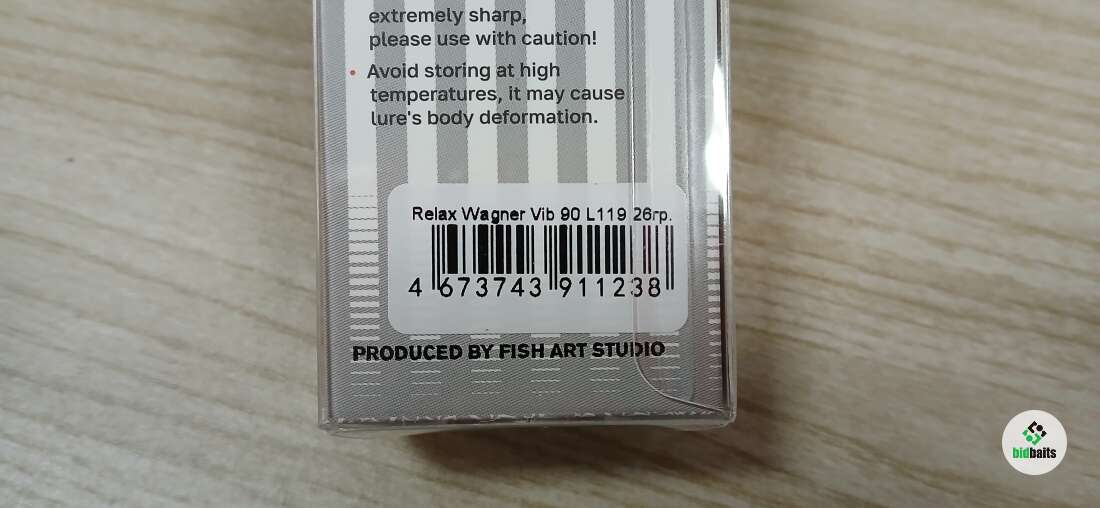 extremely sharp,
please use with caution!
• Avoid storing at high
temperatures, it may cause
lure's body deformation.
Relax Wagner Vib 90 L119 26гр.
4 673743 911238
PRODUCED BY FISH ART STUDIO
bidbaits